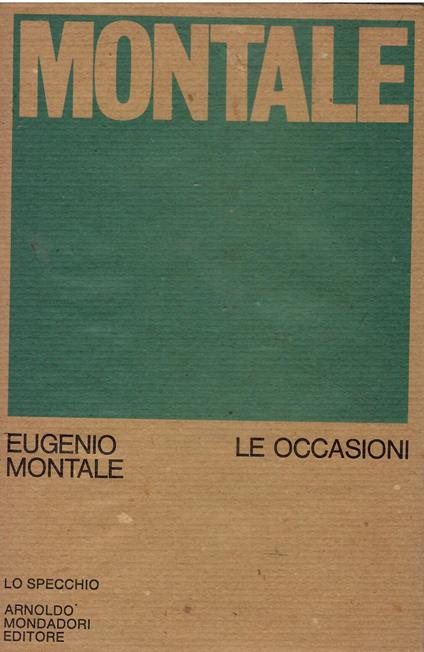 MONTALE
EUGENIO
MONTALE
LE OCCASIONI
LO SPECCHIO
ARNOLDO
MONDADORI
EDITORE